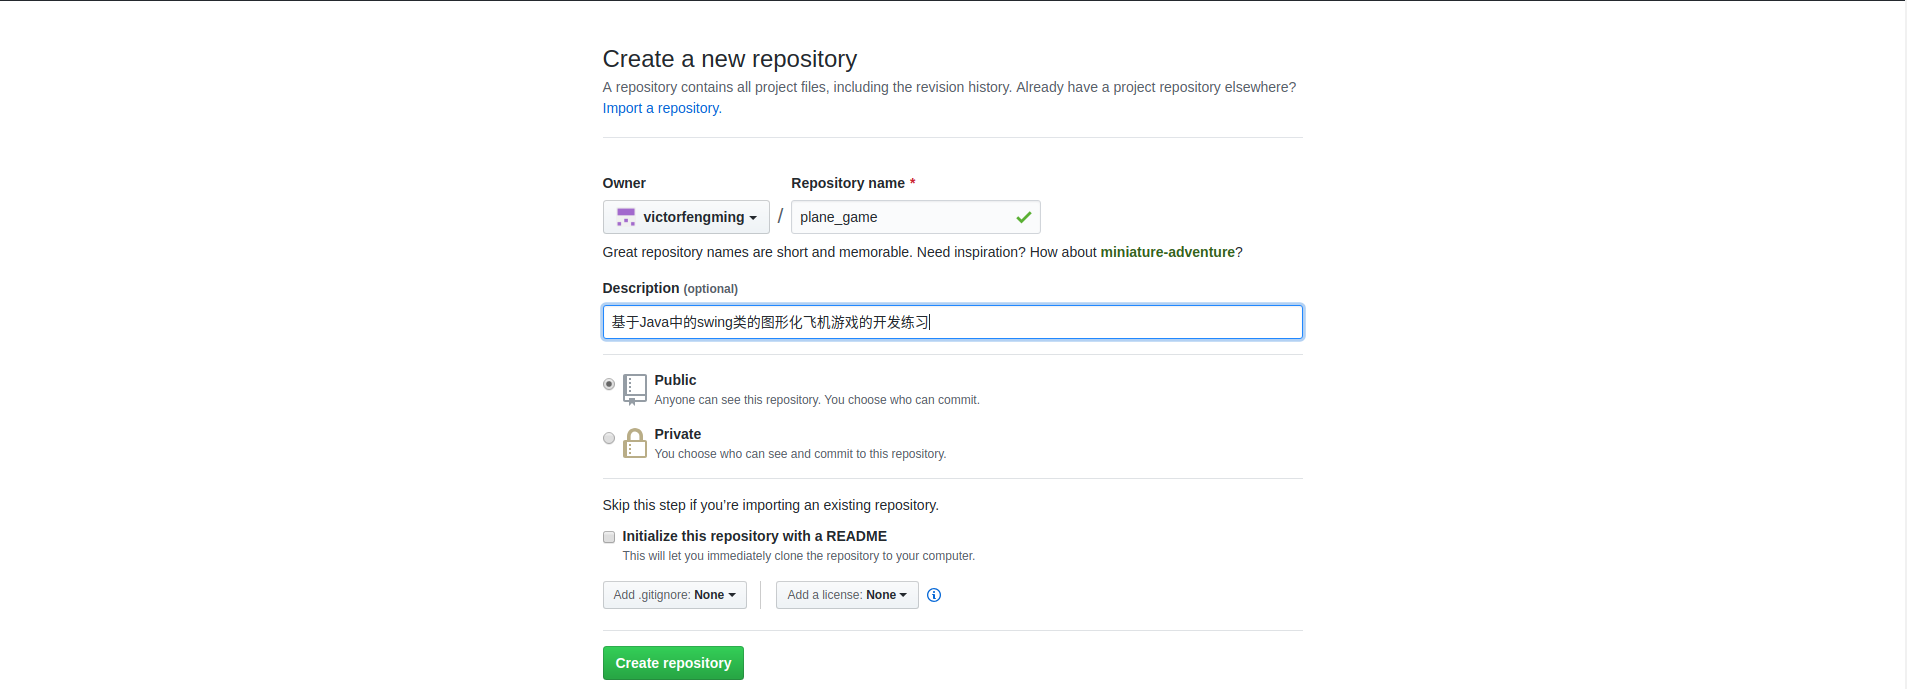 Create a new repository
A repository contains all project files, including the revision history. Already have a project repository elsewhere?
Import a repository.
Owner
Repository name *
victorfengming / plane_game
Great repository names are short and memorable. Need inspiration? How about miniature-adventure?
Description (optional)
基于Java中的swing类的图形化飞机游戏的开发练习
Public
Anyone can see this repository. You choose who can commit.
Private
You choose who can see and commit to this repository.
Skip this step if you’re importing an existing repository.
Initialize this repository with a README
This will let you immediately clone the repository to your computer.
Add .gitignore: None
Add a license: None
Create repository